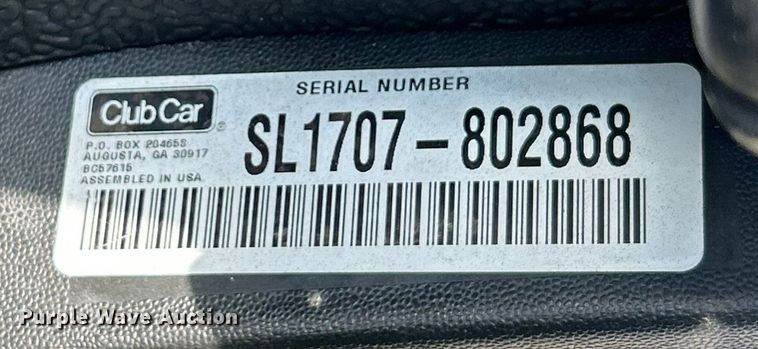 SERIAL NUMBER
Club Car
®
SL1707-802868
P.O. BOX 204658
AUGUSTA, GA 30917
BC57615
ASSEMBLED IN USA
Purple Wave Auction